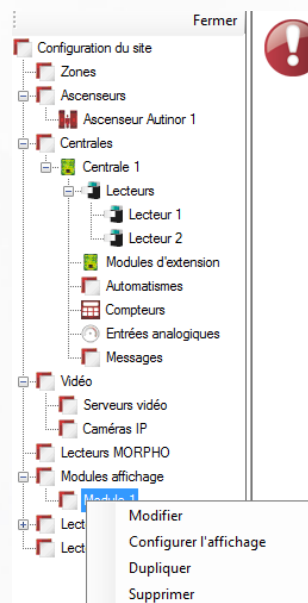 Fermer
Configuration du site
Zones
Ascenseurs
Ascenseur Autinor 1
Centrales
Centrale 1
Lecteurs
Lecteur 1
Lecteur 2
Modules d'extension
Automatismes
Compteurs
Entrées analogiques
Messages
Vidéo
Serveurs vidéo
Caméras IP
Lecteurs MORPHO
Modules affichage
Module 1
Modifier
Configurer l'affichage
Dupliquer
Supprimer